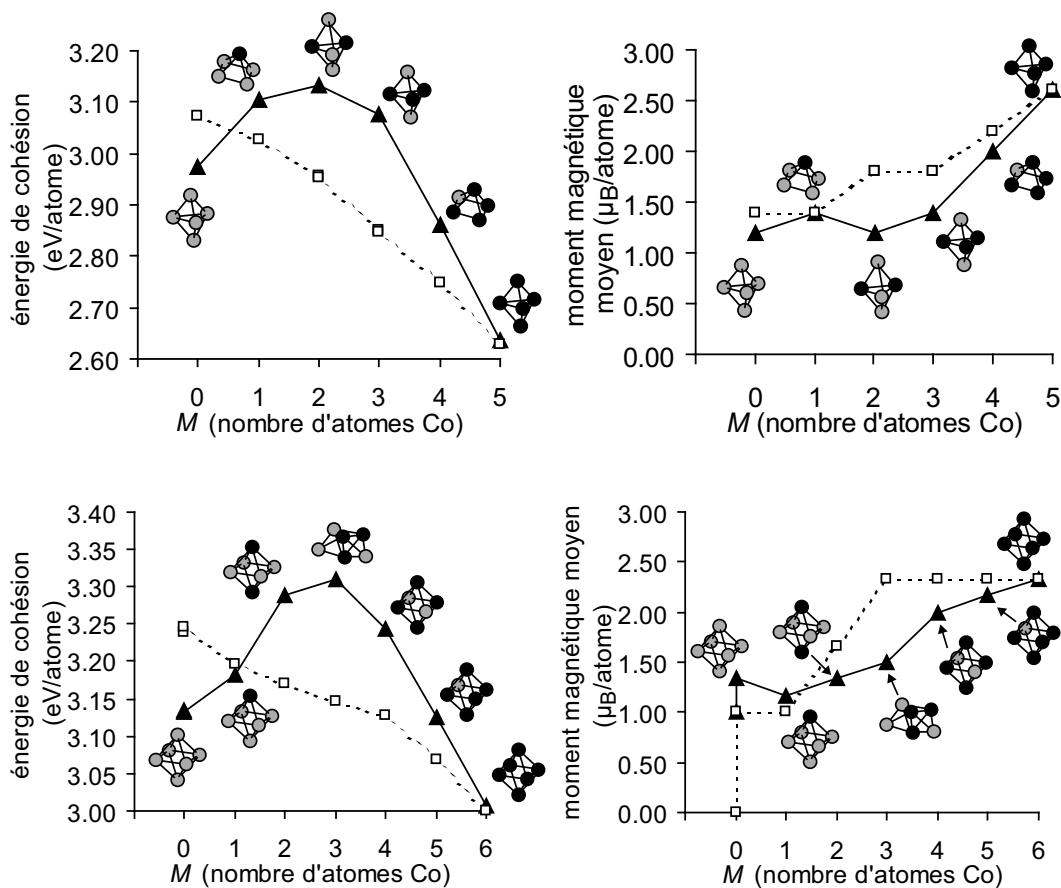 énergie de cohésion
(eV/atome)
3.20
3.10
3.00
2.90
2.80
2.70
2.60
0 1 2 3 4 5
M (nombre d'atomes Co)
moment magnétique
moyen (µB/atome)
3.00
2.50
2.00
1.50
1.00
0.50
0.00
0 1 2 3 4 5
M (nombre d'atomes Co)
énergie de cohésion
(eV/atome)
3.40
3.35
3.30
3.25
3.20
3.15
3.10
3.05
3.00
0 1 2 3 4 5 6
M (nombre d'atomes Co)
moment magnétique moyen
(µB/atome)
3.00
2.50
2.00
1.50
1.00
0.50
0.00
0 1 2 3 4 5 6
M (nombre d'atomes Co)